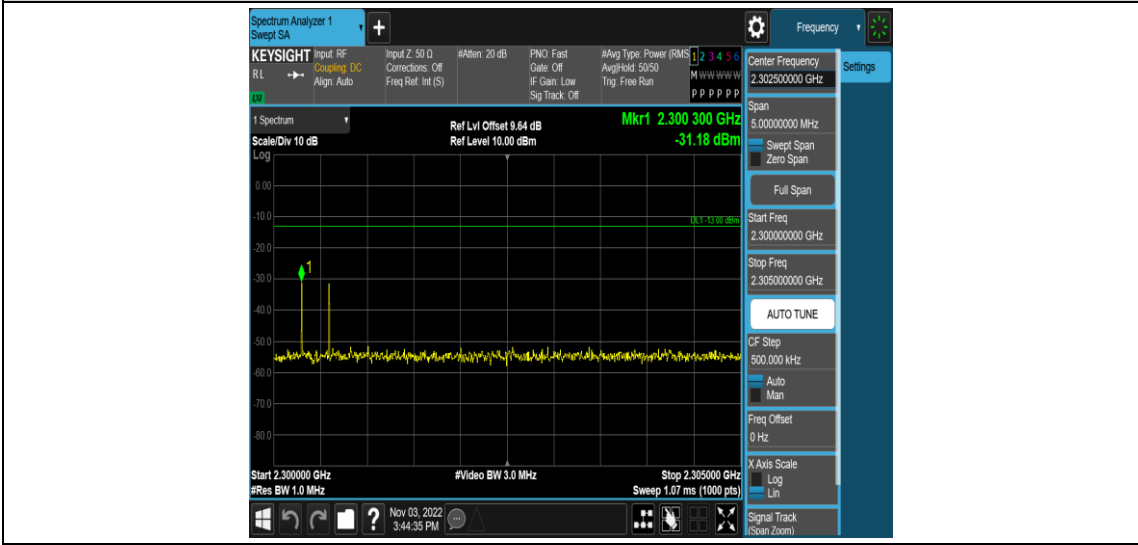 Spectrum Analyzer 1
Swept SA
Frequency
KEYSIGHT
R L
LM
Input: RF
Coupling: DC
Align: Auto
Input Z: 50 Ω
Corrections: Off
Freq Ref: Int (S)
#Atten: 20 dB
PNO: Fast
Gate: Off
IF Gain: Low
Sig Track: Off
#Avg Type: Power (RMS
Avg|Hold: 50/50
Trig: Free Run
1 2 3 4 5 6
M W W W W W
P P P P P P
1 Spectrum
Scale/Div 10 dB
Log
Ref Lvl Offset 9.64 dB
Ref Level 10.00 dBm
Mkr1 2.300 300 GHz
-31.18 dBm
0.00
-10.0
DL1 -13.00 dBm
-20.0
1
-30.0
-40.0
-50.0
-60.0
-70.0
-80.0
Start 2.300000 GHz
#Res BW 1.0 MHz
#Video BW 3.0 MHz
Stop 2.305000 GHz
Sweep 1.07 ms (1000 pts)
?
Nov 03, 2022
3:44:35 PM
Center Frequency
2.302500000 GHz
Settings
Span
5.00000000 MHz
Swept Span
Zero Span
Full Span
Start Freq
2.300000000 GHz
Stop Freq
2.305000000 GHz
AUTO TUNE
CF Step
500.000 kHz
Auto
Man
Freq Offset
0 Hz
X Axis Scale
Log
Lin
Signal Track
(Span Zoom)